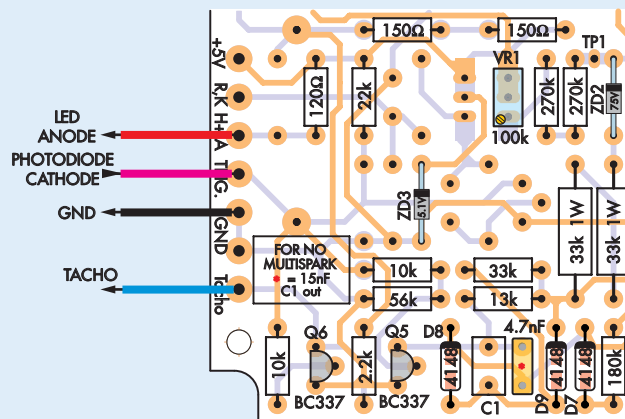 150Ω
150Ω
+5V
TP1
VR1
R,K
120Ω
22k
270k
270k
ZD2
75V
LED
ANODE
H+A
100k
PHOTODIODE
CATHODE
TRIG.
ZD3
5.1V
1W
1W
33k
33k
GND
GND
FOR NO
MULTISPARK
* = 15nF
C1 out
10k
33k
TACHO
Tacho
56k
13k
4.7nF
Q6
Q5
D8
10k
2.2k
4148
*
4148
4148
180k
BC337
BC337
C1
D9
D7